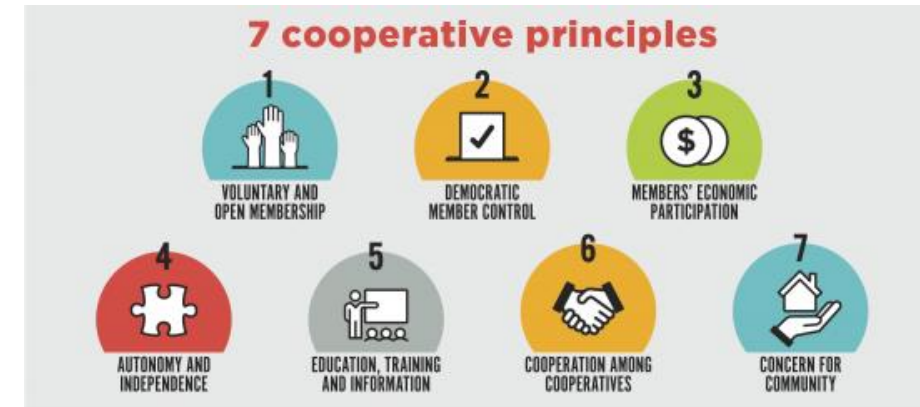 7 cooperative principles
1
VOLUNTARY AND
OPEN MEMBERSHIP
2
DEMOCRATIC
MEMBER CONTROL
3
$
MEMBERS' ECONOMIC
PARTICIPATION
4
AUTONOMY AND
INDEPENDENCE
5
EDUCATION, TRAINING
AND INFORMATION
6
COOPERATION AMONG
COOPERATIVES
7
CONCERN FOR
COMMUNITY